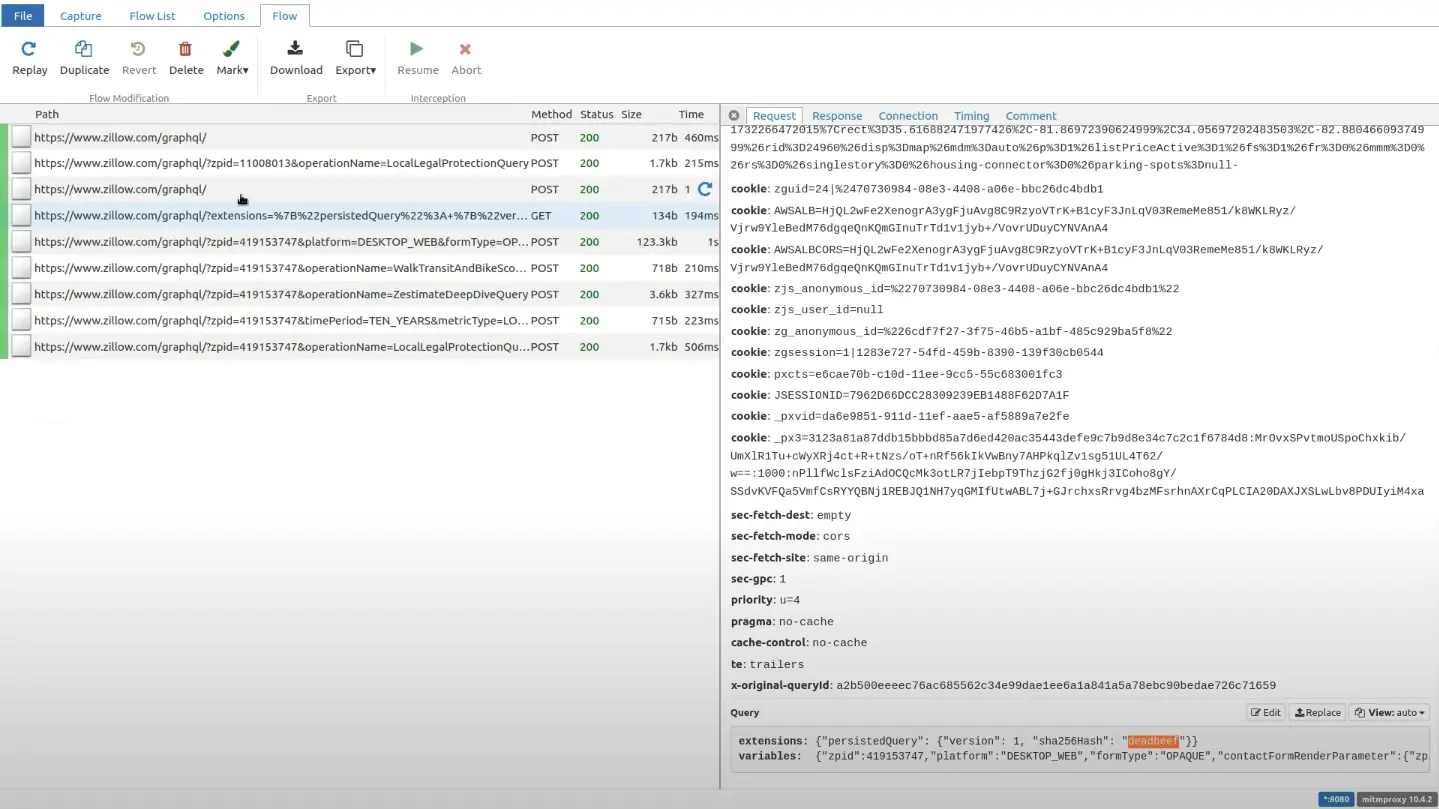 File Capture Flow List Options Flow
Replay Duplicate Revert Delete Mark▾ Download Export▾ Resume Abort
Flow Modification Export Interception
Path Method Status Size Time
https://www.zillow.com/graphql/ POST 200 217b 460ms
https://www.zillow.com/graphql/?zpid=11008013&operationName=LocalLegalProtectionQuery POST 200 1.7kb 215ms
https://www.zillow.com/graphql/ POST 200 217b 1
https://www.zillow.com/graphql/?extensions=%7B%22persistedQuery%22%3A+%7B%22ver... GET 200 134b 194ms
https://www.zillow.com/graphql/?zpid=419153747&platform=DESKTOP_WEB&formType=OP... POST 200 123.3kb 1s
https://www.zillow.com/graphql/?zpid=419153747&operationName=WalkTransitAndBikeSco... POST 200 718b 210ms
https://www.zillow.com/graphql/?zpid=419153747&operationName=ZestimateDeepDiveQuery POST 200 3.6kb 327ms
https://www.zillow.com/graphql/?zpid=419153747&timePeriod=TEN_YEARS&metricType=LO... POST 200 715b 223ms
https://www.zillow.com/graphql/?zpid=419153747&operationName=LocalLegalProtectionQu... POST 200 1.7kb 506ms
Request Response Connection Timing Comment
1732266472015%7Crect%3D35.616882471977426%2C-81.86972390624999%2C34.05697202483503%2C-82.880466093749
99%26rid%3D24960%26disp%3Dmap%26mdm%3Dauto%26p%3D1%26listPriceActive%3D1%26fs%3D1%26fr%3D0%26mmm%3D0%
26rs%3D0%26singlestory%3D0%26housing-connector%3D0%26parking-spots%3Dnull-
cookie: zguid=24|%2470730984-08e3-4408-a06e-bbc26dc4bdb1
cookie: AWSALB=HjQL2wFe2XenogrA3ygFjuAvg8C9RzyoVTrK+B1cyF3JnLqV03RemeMe851/k8WKLRyz/
Vjrw9YleBedM76dgqeQnKQmGInuTrTd1v1jyb+/VovrUDuyCYNVAnA4
cookie: AWSALBCORS=HjQL2wFe2XenogrA3ygFjuAvg8C9RzyoVTrK+B1cyF3JnLqV03RemeMe851/k8WKLRyz/
Vjrw9YleBedM76dgqeQnKQmGInuTrTd1v1jyb+/VovrUDuyCYNVAnA4
cookie: zjs_anonymous_id=%2270730984-08e3-4408-a06e-bbc26dc4bdb1%22
cookie: zjs_user_id=null
cookie: zg_anonymous_id=%226cdf7f27-3f75-46b5-a1bf-485c929ba5f8%22
cookie: zgsession=1|1283e727-54fd-459b-8390-139f30cb0544
cookie: pxcts=e6cae70b-c10d-11ee-9cc5-55c683001fc3
cookie: JSESSIONID=7962D66DCC28309239EB1488F62D7A1F
cookie: _pxvid=da6e9851-911d-11ef-aae5-af5889a7e2fe
cookie: _px3=3123a81a87ddb15bbbd85a7d6ed420ac35443defe9c7b9d8e34c7c2c1f6784d8:MrOvxSPvtmoUSpoChxkib/
UmXlR1Tu+cWyXRj4ct+R+tNzs/oT+nRf56kIkVwBny7AHPkqlZv1sg51UL4T62/
w==:1000:nPllfWclsFziAdOCQcMk3otLR7jIebpT9ThzjG2fj0gHkj3ICoho8gY/
SSdvKVFQa5VmfCsRYYQBNj1REBJQ1NH7yqGMIfUtwABL7j+GJrchxsRrvg4bzMFsrhnAXrCqPLCIA20DAXJXSLwLbv8PDUIyiM4xa
sec-fetch-dest: empty
sec-fetch-mode: cors
sec-fetch-site: same-origin
sec-gpc: 1
priority: u=4
pragma: no-cache
cache-control: no-cache
te: trailers
x-original-queryId: a2b500eeeec76ac685562c34e99dae1ee6a1a841a5a78ebc90bedae726c71659
Query Edit Replace View: auto▾
extensions: {"persistedQuery": {"version": 1, "sha256Hash": "deadbeef"}}
variables: {"zpid":419153747,"platform":"DESKTOP_WEB","formType":"OPAQUE","contactFormRenderParameter":{"zp
*:8080 mitmproxy 10.4.2